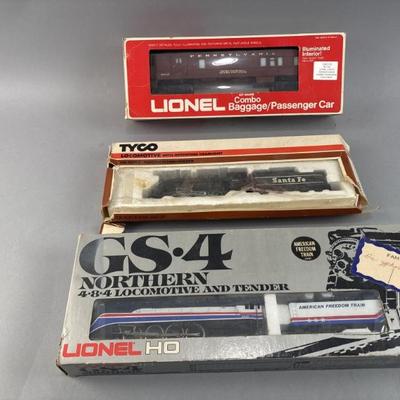 Illuminated
Interior!
PENNSYLVANIA
LIONEL
Combo
Baggage/Passenger Car
TYCO
LOCOMOTIVE
Santa Fe
GS·4
NORTHERN
4-8-4 LOCOMOTIVE AND TENDER
AMERICAN
FREEDOM
TRAIN
AMERICAN FREEDOM TRAIN
LIONEL HO